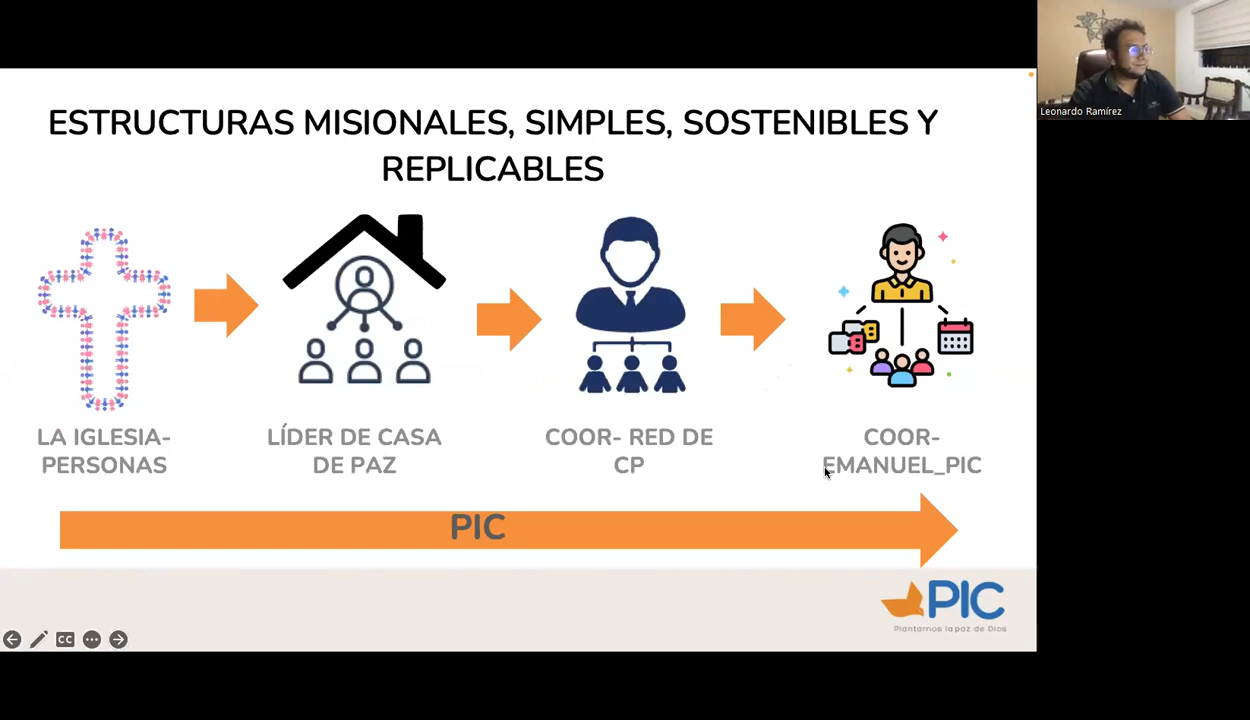 ESTRUCTURAS MISIONALES, SIMPLES, SOSTENIBLES Y
REPLICABLES
LA IGLESIA-
PERSONAS
LÍDER DE CASA
DE PAZ
COOR- RED DE
CP
COOR-
EMANUEL_PIC
PIC
PIC
Plantamos la paz de Dios
CC
Leonardo Ramírez